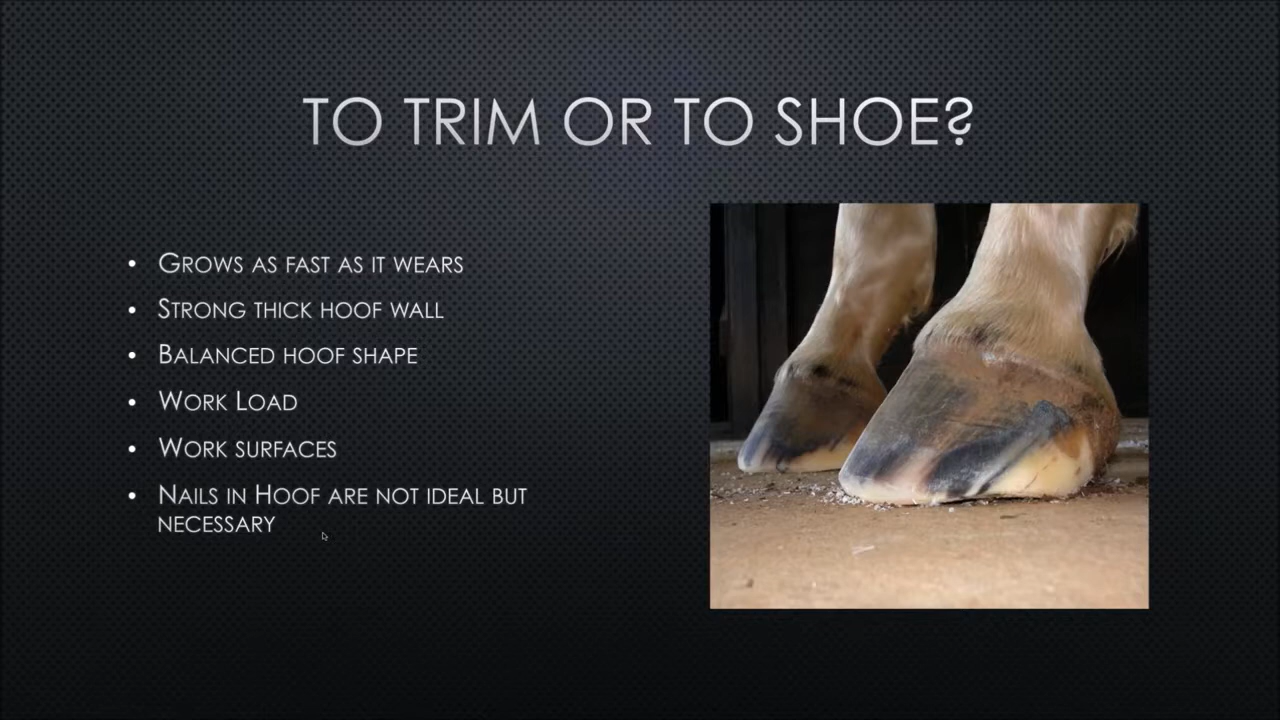 TO TRIM OR TO SHOE?
• GROWS AS FAST AS IT WEARS
• STRONG THICK HOOF WALL
• BALANCED HOOF SHAPE
• WORK LOAD
• WORK SURFACES
• NAILS IN HOOF ARE NOT IDEAL BUT
NECESSARY